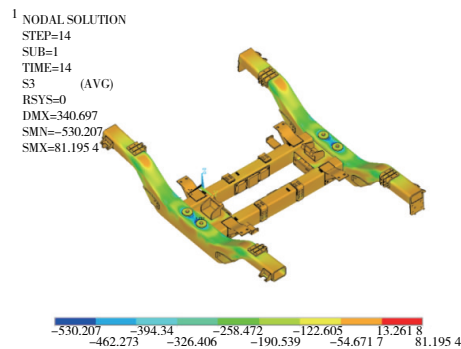 1 NODAL SOLUTION
STEP=14
SUB=1
TIME=14
S3 (AVG)
RSYS=0
DMX=340.697
SMN=−530.207
SMX=81.195 4
−530.207 −394.34 −258.472 −122.605 13.261 8
−462.273 −326.406 −190.539 −54.671 7 81.195 4